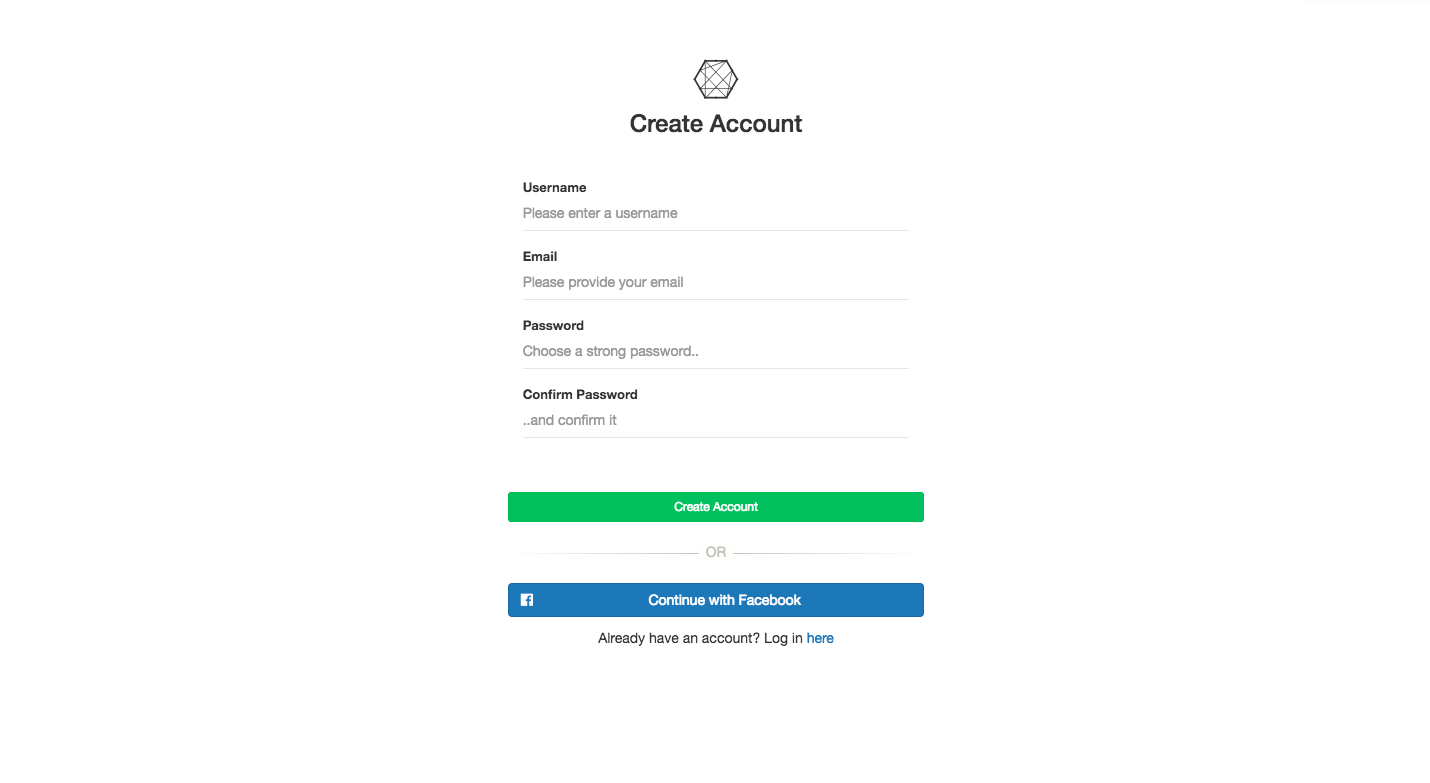 Create Account
Username
Please enter a username
Email
Please provide your email
Password
Choose a strong password..
Confirm Password
..and confirm it
Create Account
OR
Continue with Facebook
Already have an account? Log in here